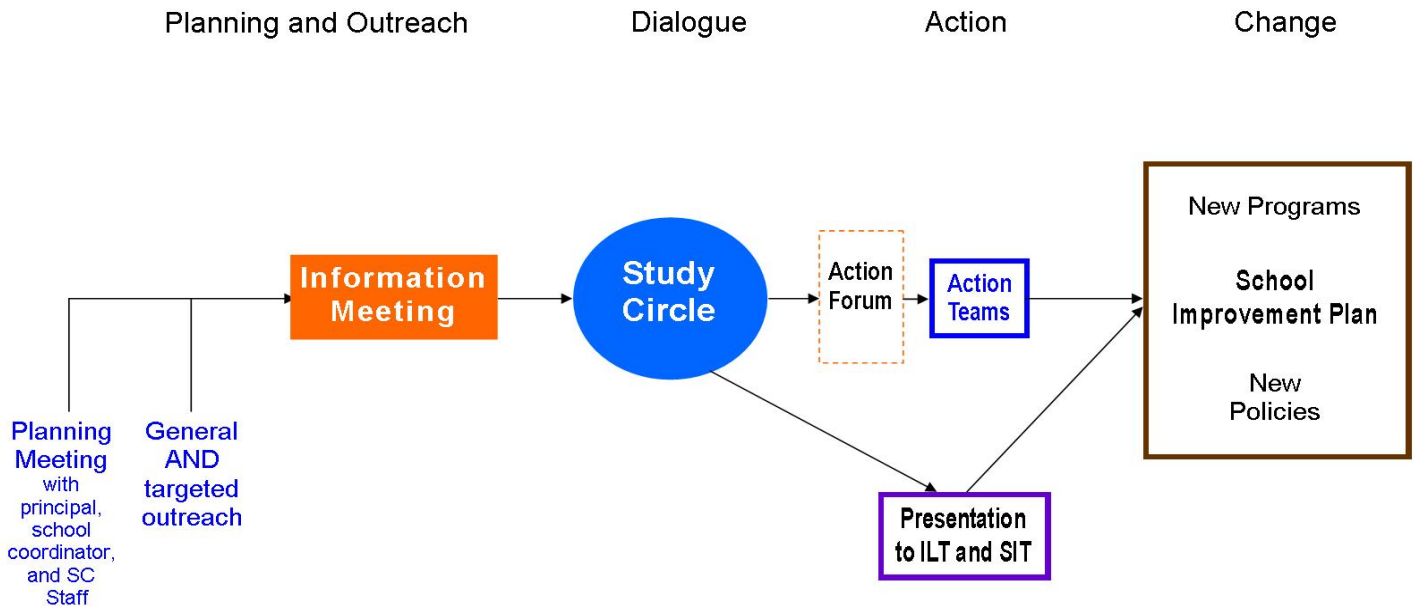 Planning and Outreach
Dialogue
Action
Change
Information
Meeting
Study
Circle
Action
Forum
Action
Teams
New Programs
School
Improvement Plan
New
Policies
Planning
Meeting
with
principal,
school
coordinator,
and SC
Staff
General
AND
targeted
outreach
Presentation
to ILT and SIT